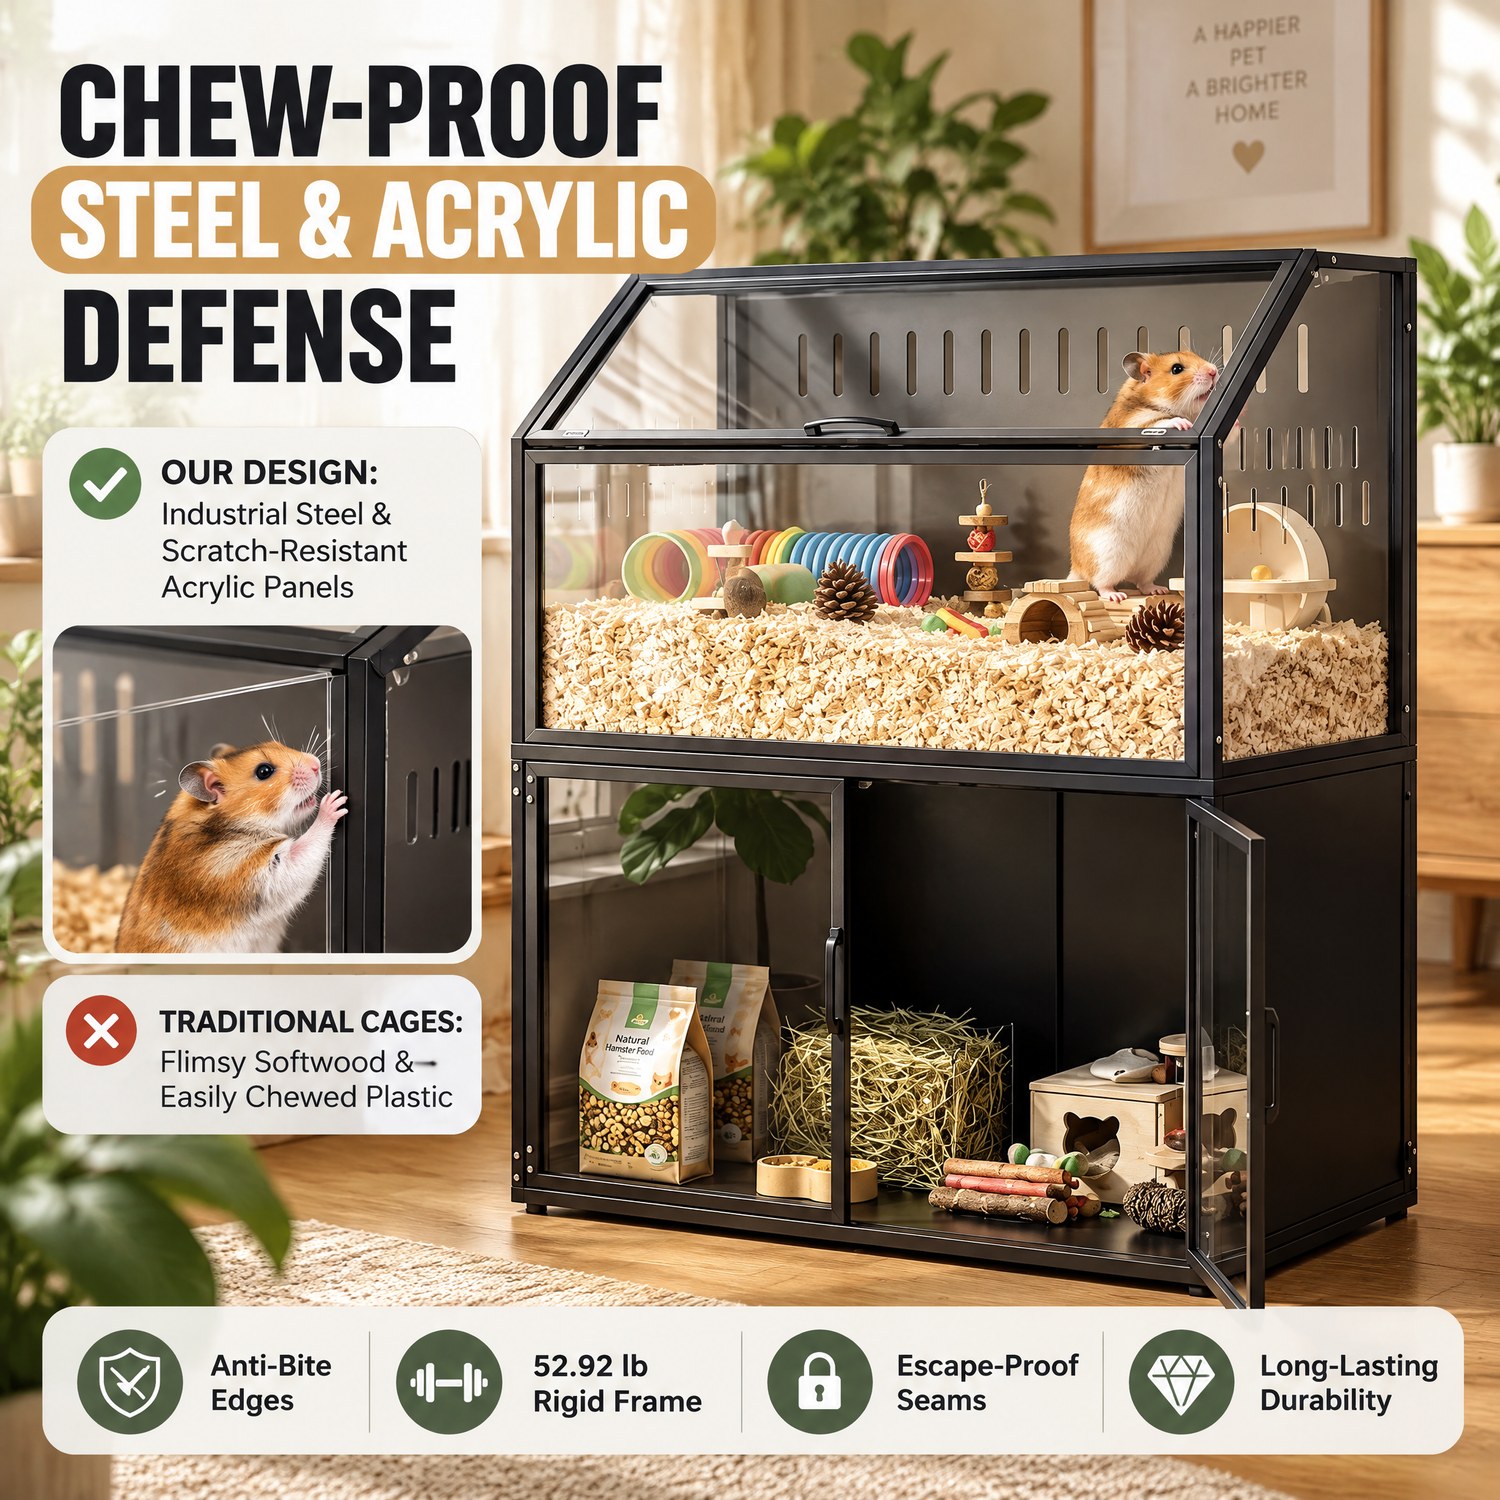 CHEW-PROOF
STEEL & ACRYLIC
DEFENSE
A HAPPIER
PET
A BRIGHTER
HOME
OUR DESIGN:
Industrial Steel &
Scratch-Resistant
Acrylic Panels
TRADITIONAL CAGES:
Flimsy Softwood &
Easily Chewed Plastic
Natural
Hamster Food
Anti-Bite
Edges
52.92 lb
Rigid Frame
Escape-Proof
Seams
Long-Lasting
Durability